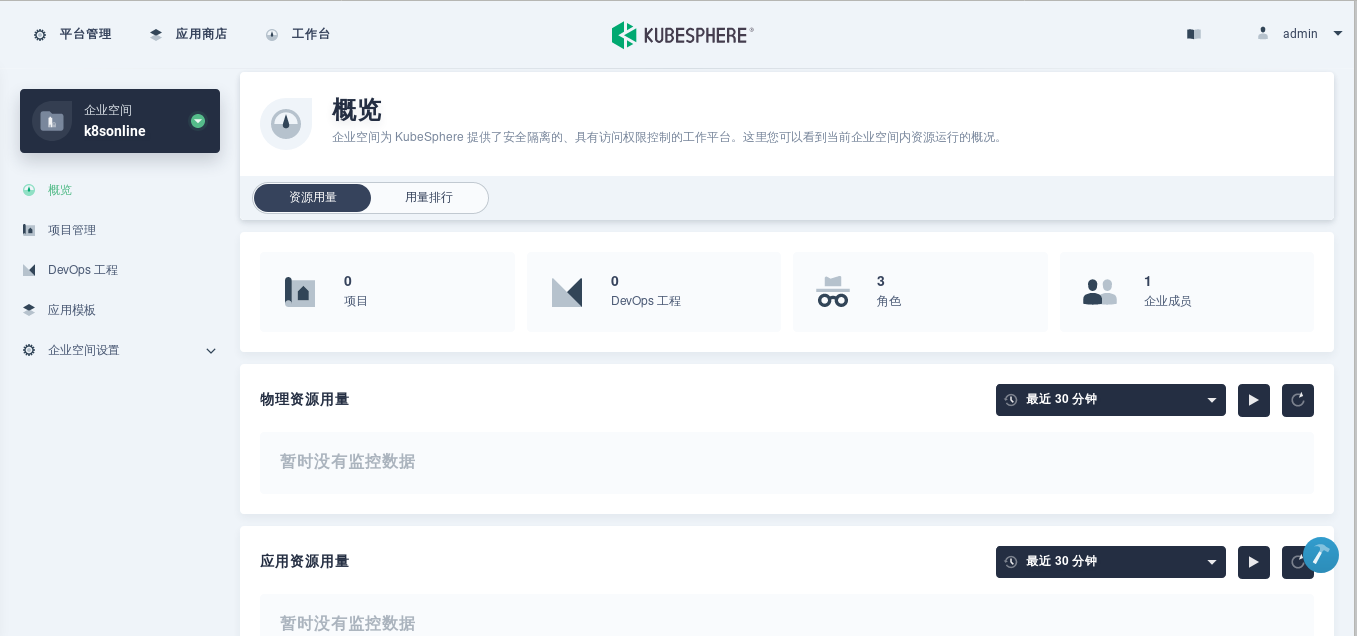 平台管理
应用商店
工作台
KUBESPHERE®
admin
企业空间
k8sonline
概览
项目管理
DevOps 工程
应用模板
企业空间设置
概览
企业空间为 KubeSphere 提供了安全隔离的、具有访问权限控制的工作平台。这里您可以看到当前企业空间内资源运行的概况。
资源用量
用量排行
0
项目
0
DevOps 工程
3
角色
1
企业成员
物理资源用量
最近 30 分钟
暂时没有监控数据
应用资源用量
最近 30 分钟
暂时没有监控数据